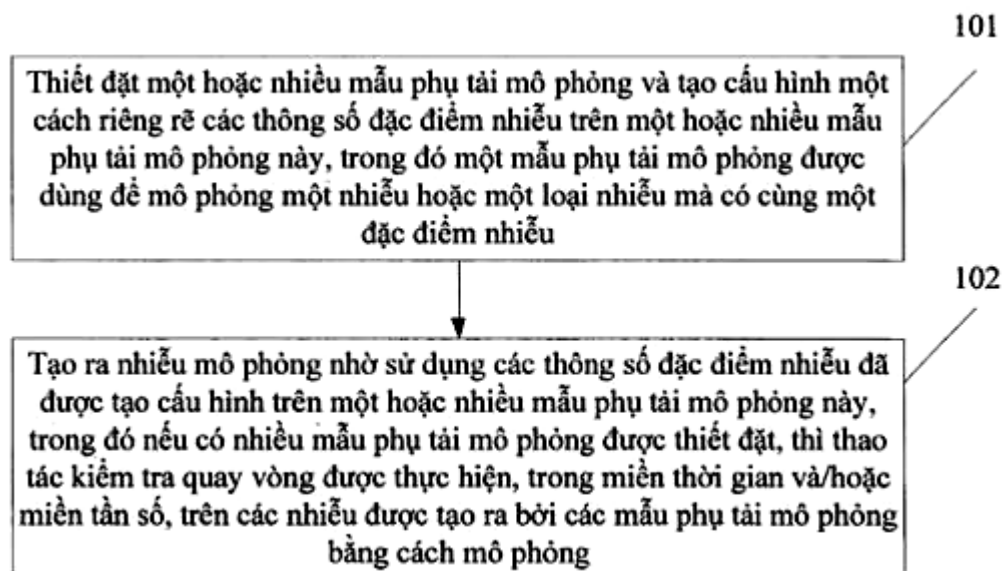 101
Thiết đặt một hoặc nhiều mẫu phụ tải mô phỏng và tạo cấu hình một
cách riêng rẽ các thông số đặc điểm nhiễu trên một hoặc nhiều mẫu
phụ tải mô phỏng này, trong đó một mẫu phụ tải mô phỏng được
dùng để mô phỏng một nhiễu hoặc một loại nhiễu mà có cùng một
đặc điểm nhiễu
102
Tạo ra nhiễu mô phỏng nhờ sử dụng các thông số đặc điểm nhiễu đã
được tạo cấu hình trên một hoặc nhiều mẫu phụ tải mô phỏng này,
trong đó nếu có nhiều mẫu phụ tải mô phỏng được thiết đặt, thì thao
tác kiểm tra quay vòng được thực hiện, trong miền thời gian và/hoặc
miền tần số, trên các nhiễu được tạo ra bởi các mẫu phụ tải mô phỏng
bằng cách mô phỏng